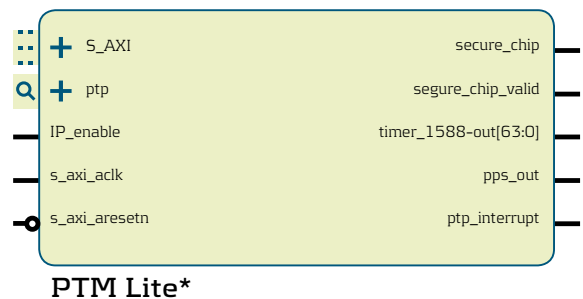 S_AXI
ptp
IP_enable
s_axi_aclk
s_axi_aresetn
secure_chip
segure_chip_valid
timer_1588-out[63:0]
pps_out
ptp_interrupt
PTM Lite*